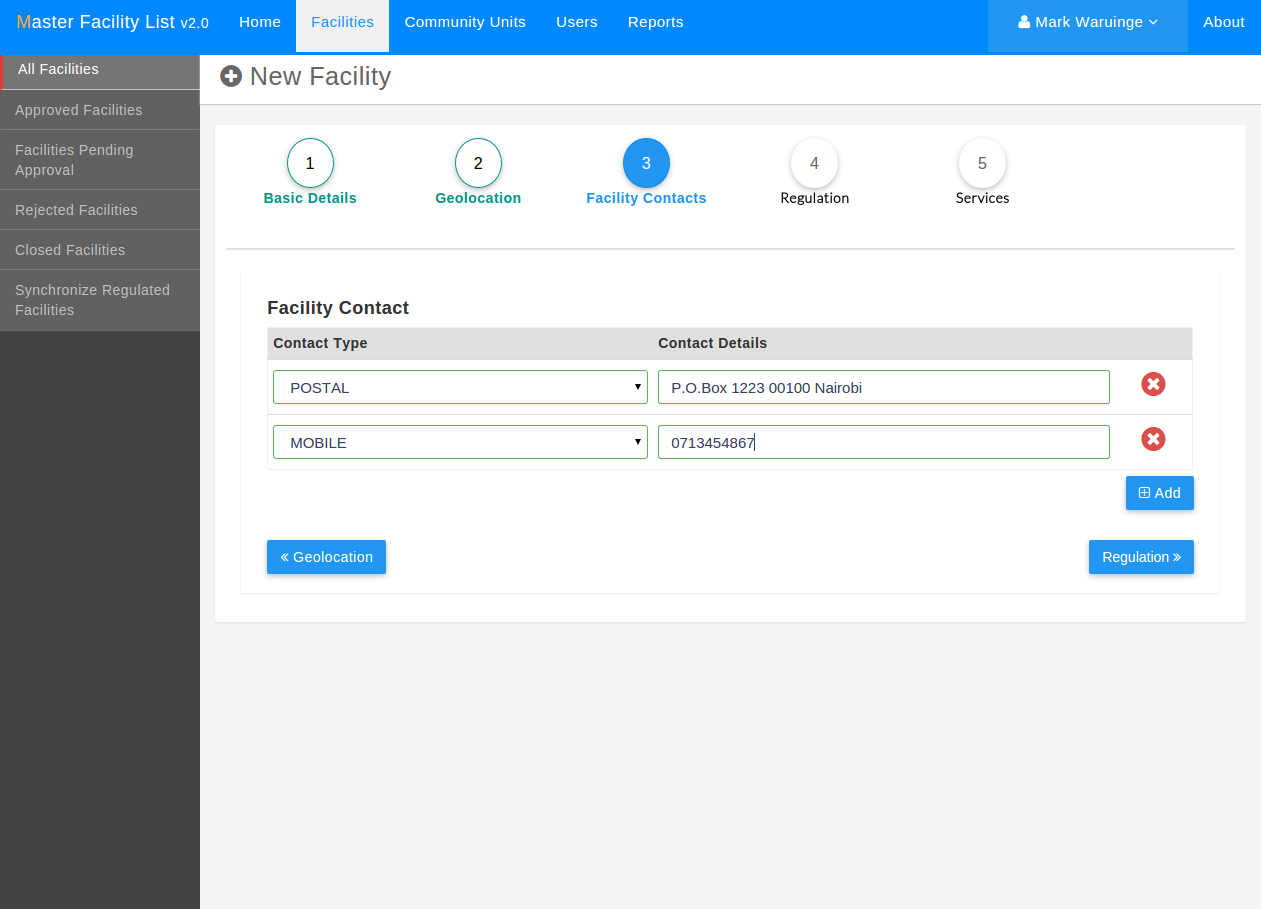 Master Facility List v2.0 Home Facilities Community Units Users Reports Mark Waruinge About
All Facilities
Approved Facilities
Facilities Pending
Approval
Rejected Facilities
Closed Facilities
Synchronize Regulated
Facilities
New Facility
1 2 3 4 5
Basic Details Geolocation Facility Contacts Regulation Services
Facility Contact
Contact Type Contact Details
POSTAL P.O.Box 1223 00100 Nairobi
MOBILE 0713454867
Add
« Geolocation Regulation »